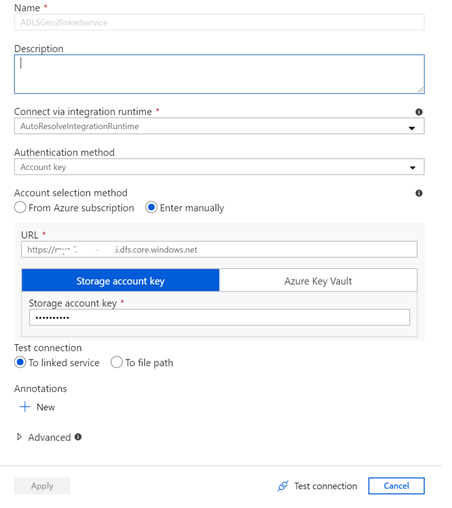 Name *
ADLSGen2linkedservice
Description
Connect via integration runtime *
AutoResolveIntegrationRuntime
Authentication method
Account key
Account selection method
From Azure subscription Enter manually
URL *
.dfs.core.windows.net
Storage account key Azure Key Vault
Storage account key *
••••••••••
Test connection
To linked service To file path
Annotations
+ New
Advanced
Apply Test connection Cancel